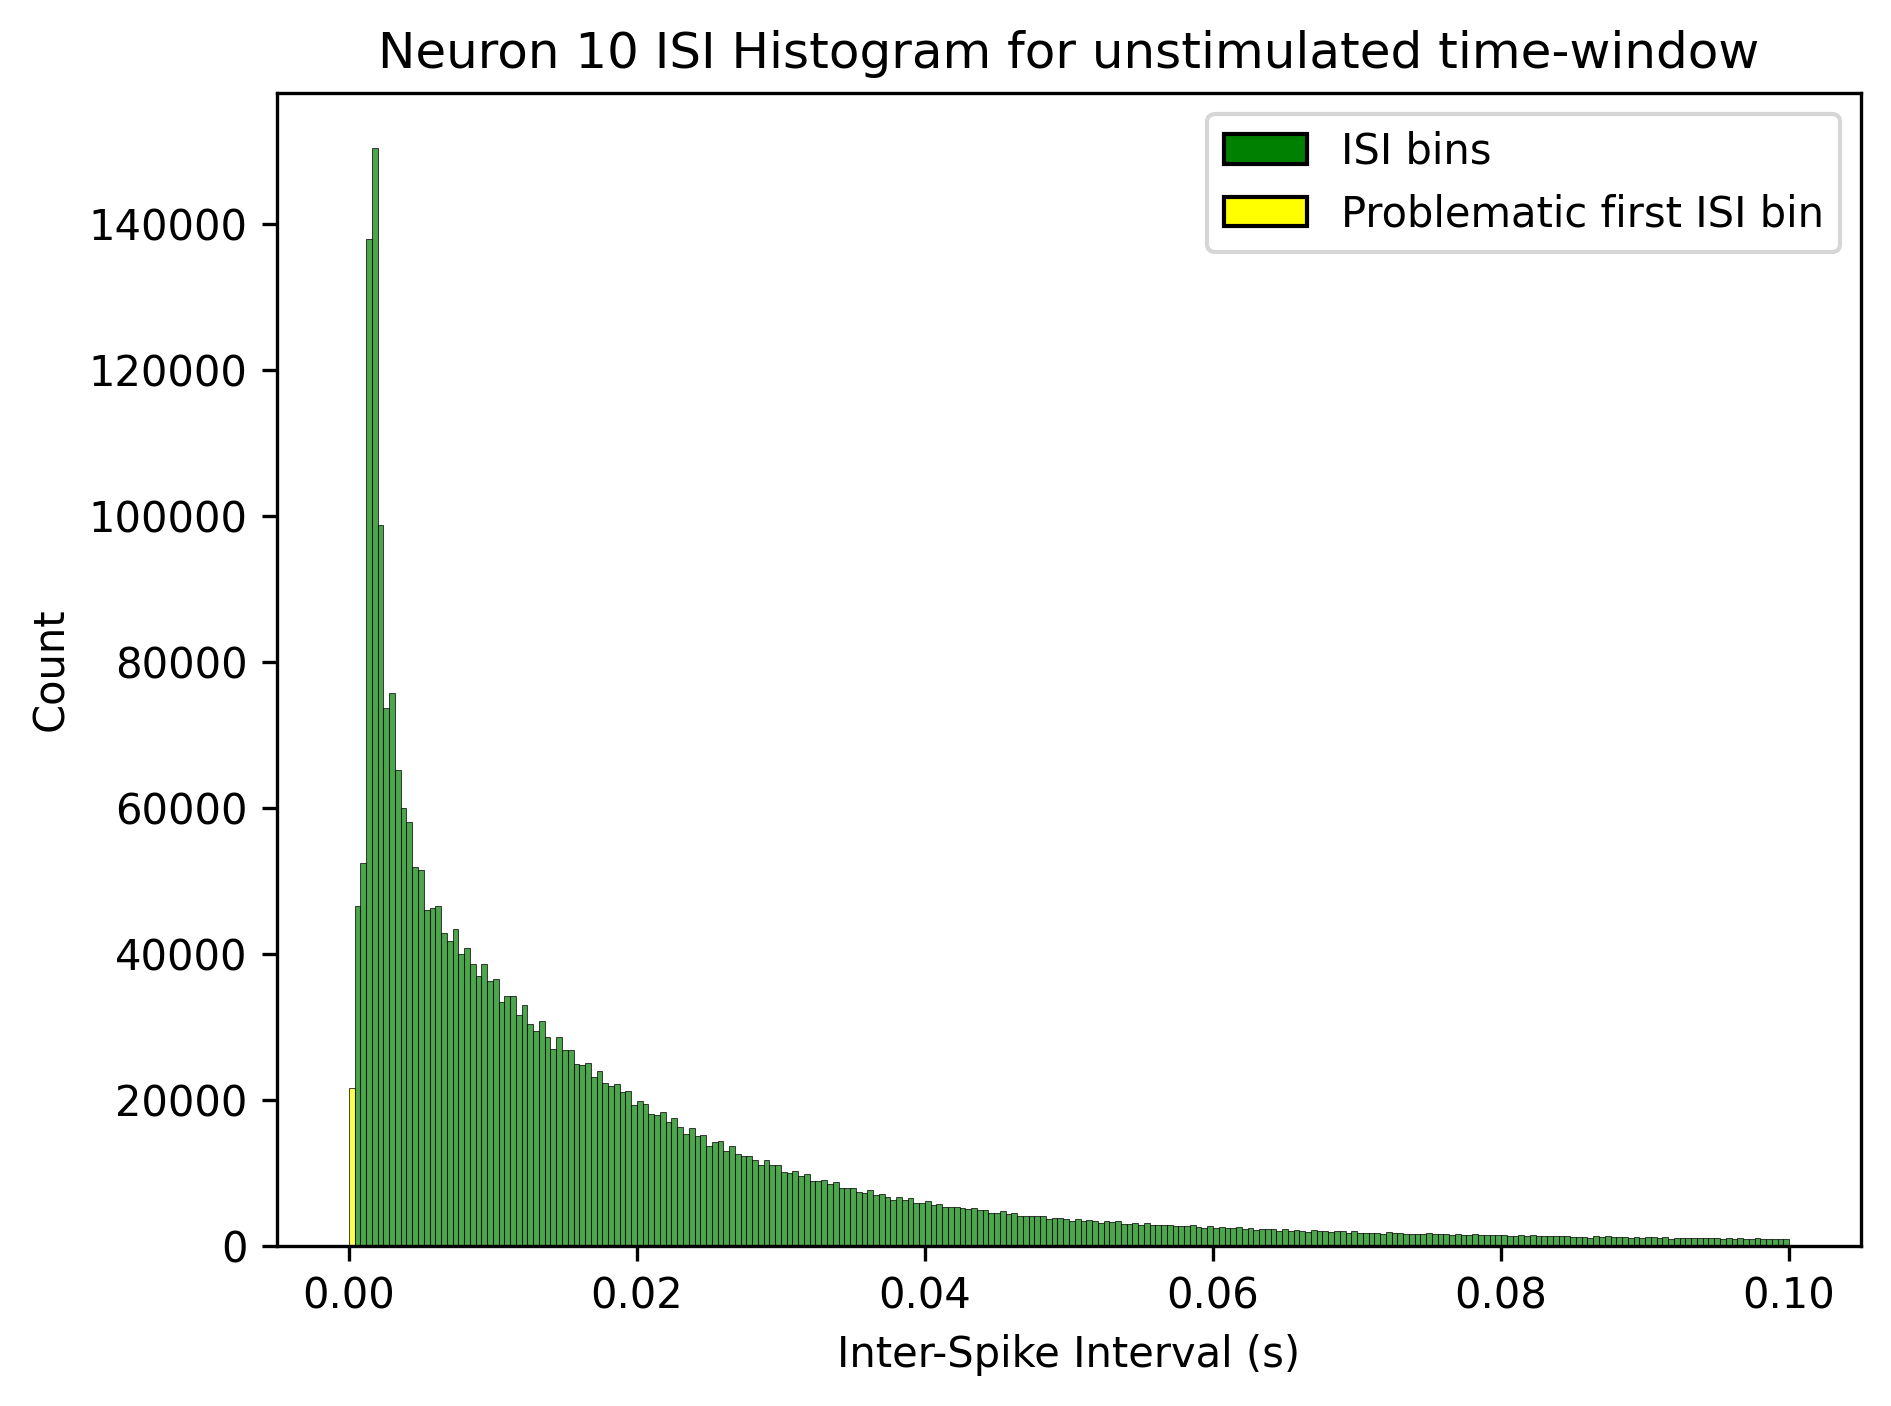 Neuron 10 ISI Histogram for unstimulated time-window
ISI bins
Problematic first ISI bin
140000
120000
100000
80000
60000
40000
20000
0
Count
0.00 0.02 0.04 0.06 0.08 0.10
Inter-Spike Interval (s)